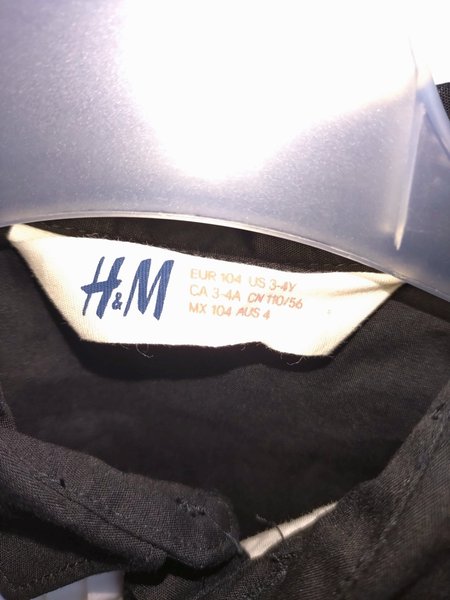 H&M
EUR 104 US 3-4Y
CA 3-4A CN 110/56
MX 104 AUS 4